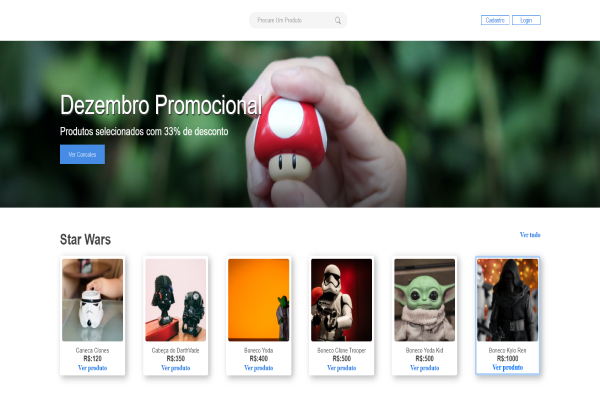 Procure Um Produto
Cadastro
Login
Dezembro Promocional
Produtos selecionados com 33% de desconto
Ver Consoles
Star Wars
Ver tudo
Caneca Clones
R$:120
Ver produto
Cabeça do DarthVade
R$:350
Ver produto
Boneco Yoda
R$:400
Ver produto
Boneco Clone Trooper
R$:500
Ver produto
Boneco Yoda Kid
R$:500
Ver produto
Boneco Kylo Ren
R$:1000
Ver produto